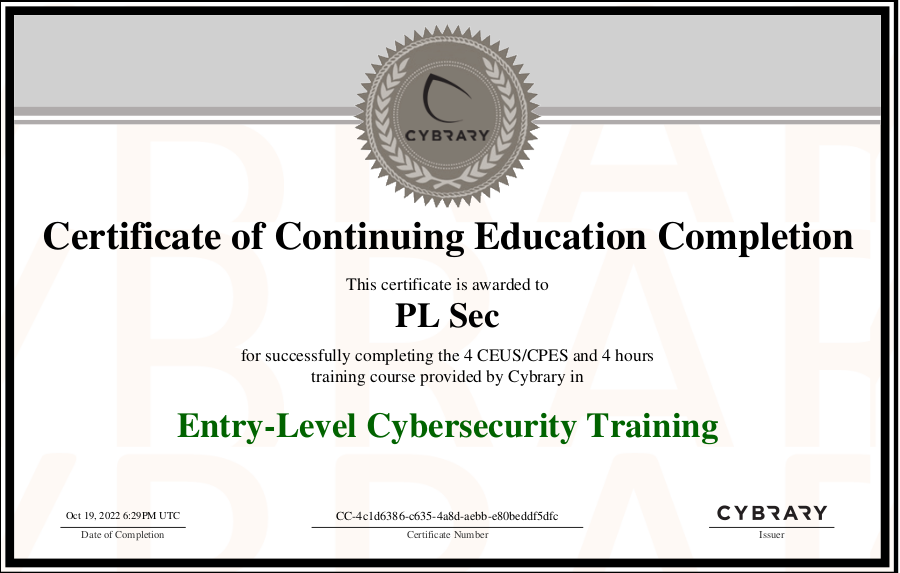 CYBRARY
Certificate of Continuing Education Completion
This certificate is awarded to
PL Sec
for successfully completing the 4 CEUS/CPES and 4 hours
training course provided by Cybrary in
Entry-Level Cybersecurity Training
Oct 19, 2022 6:29PM UTC
Date of Completion
CC-4c1d6386-c635-4a8d-aebb-e80beddf5dfc
Certificate Number
CYBRARY
Issuer